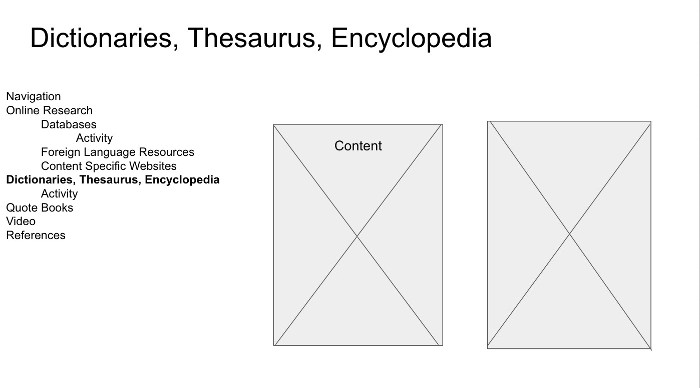 Dictionaries, Thesaurus, Encyclopedia
Navigation
Online Research
Databases
Activity
Foreign Language Resources
Content Specific Websites
Dictionaries, Thesaurus, Encyclopedia
Activity
Quote Books
Video
References
Content